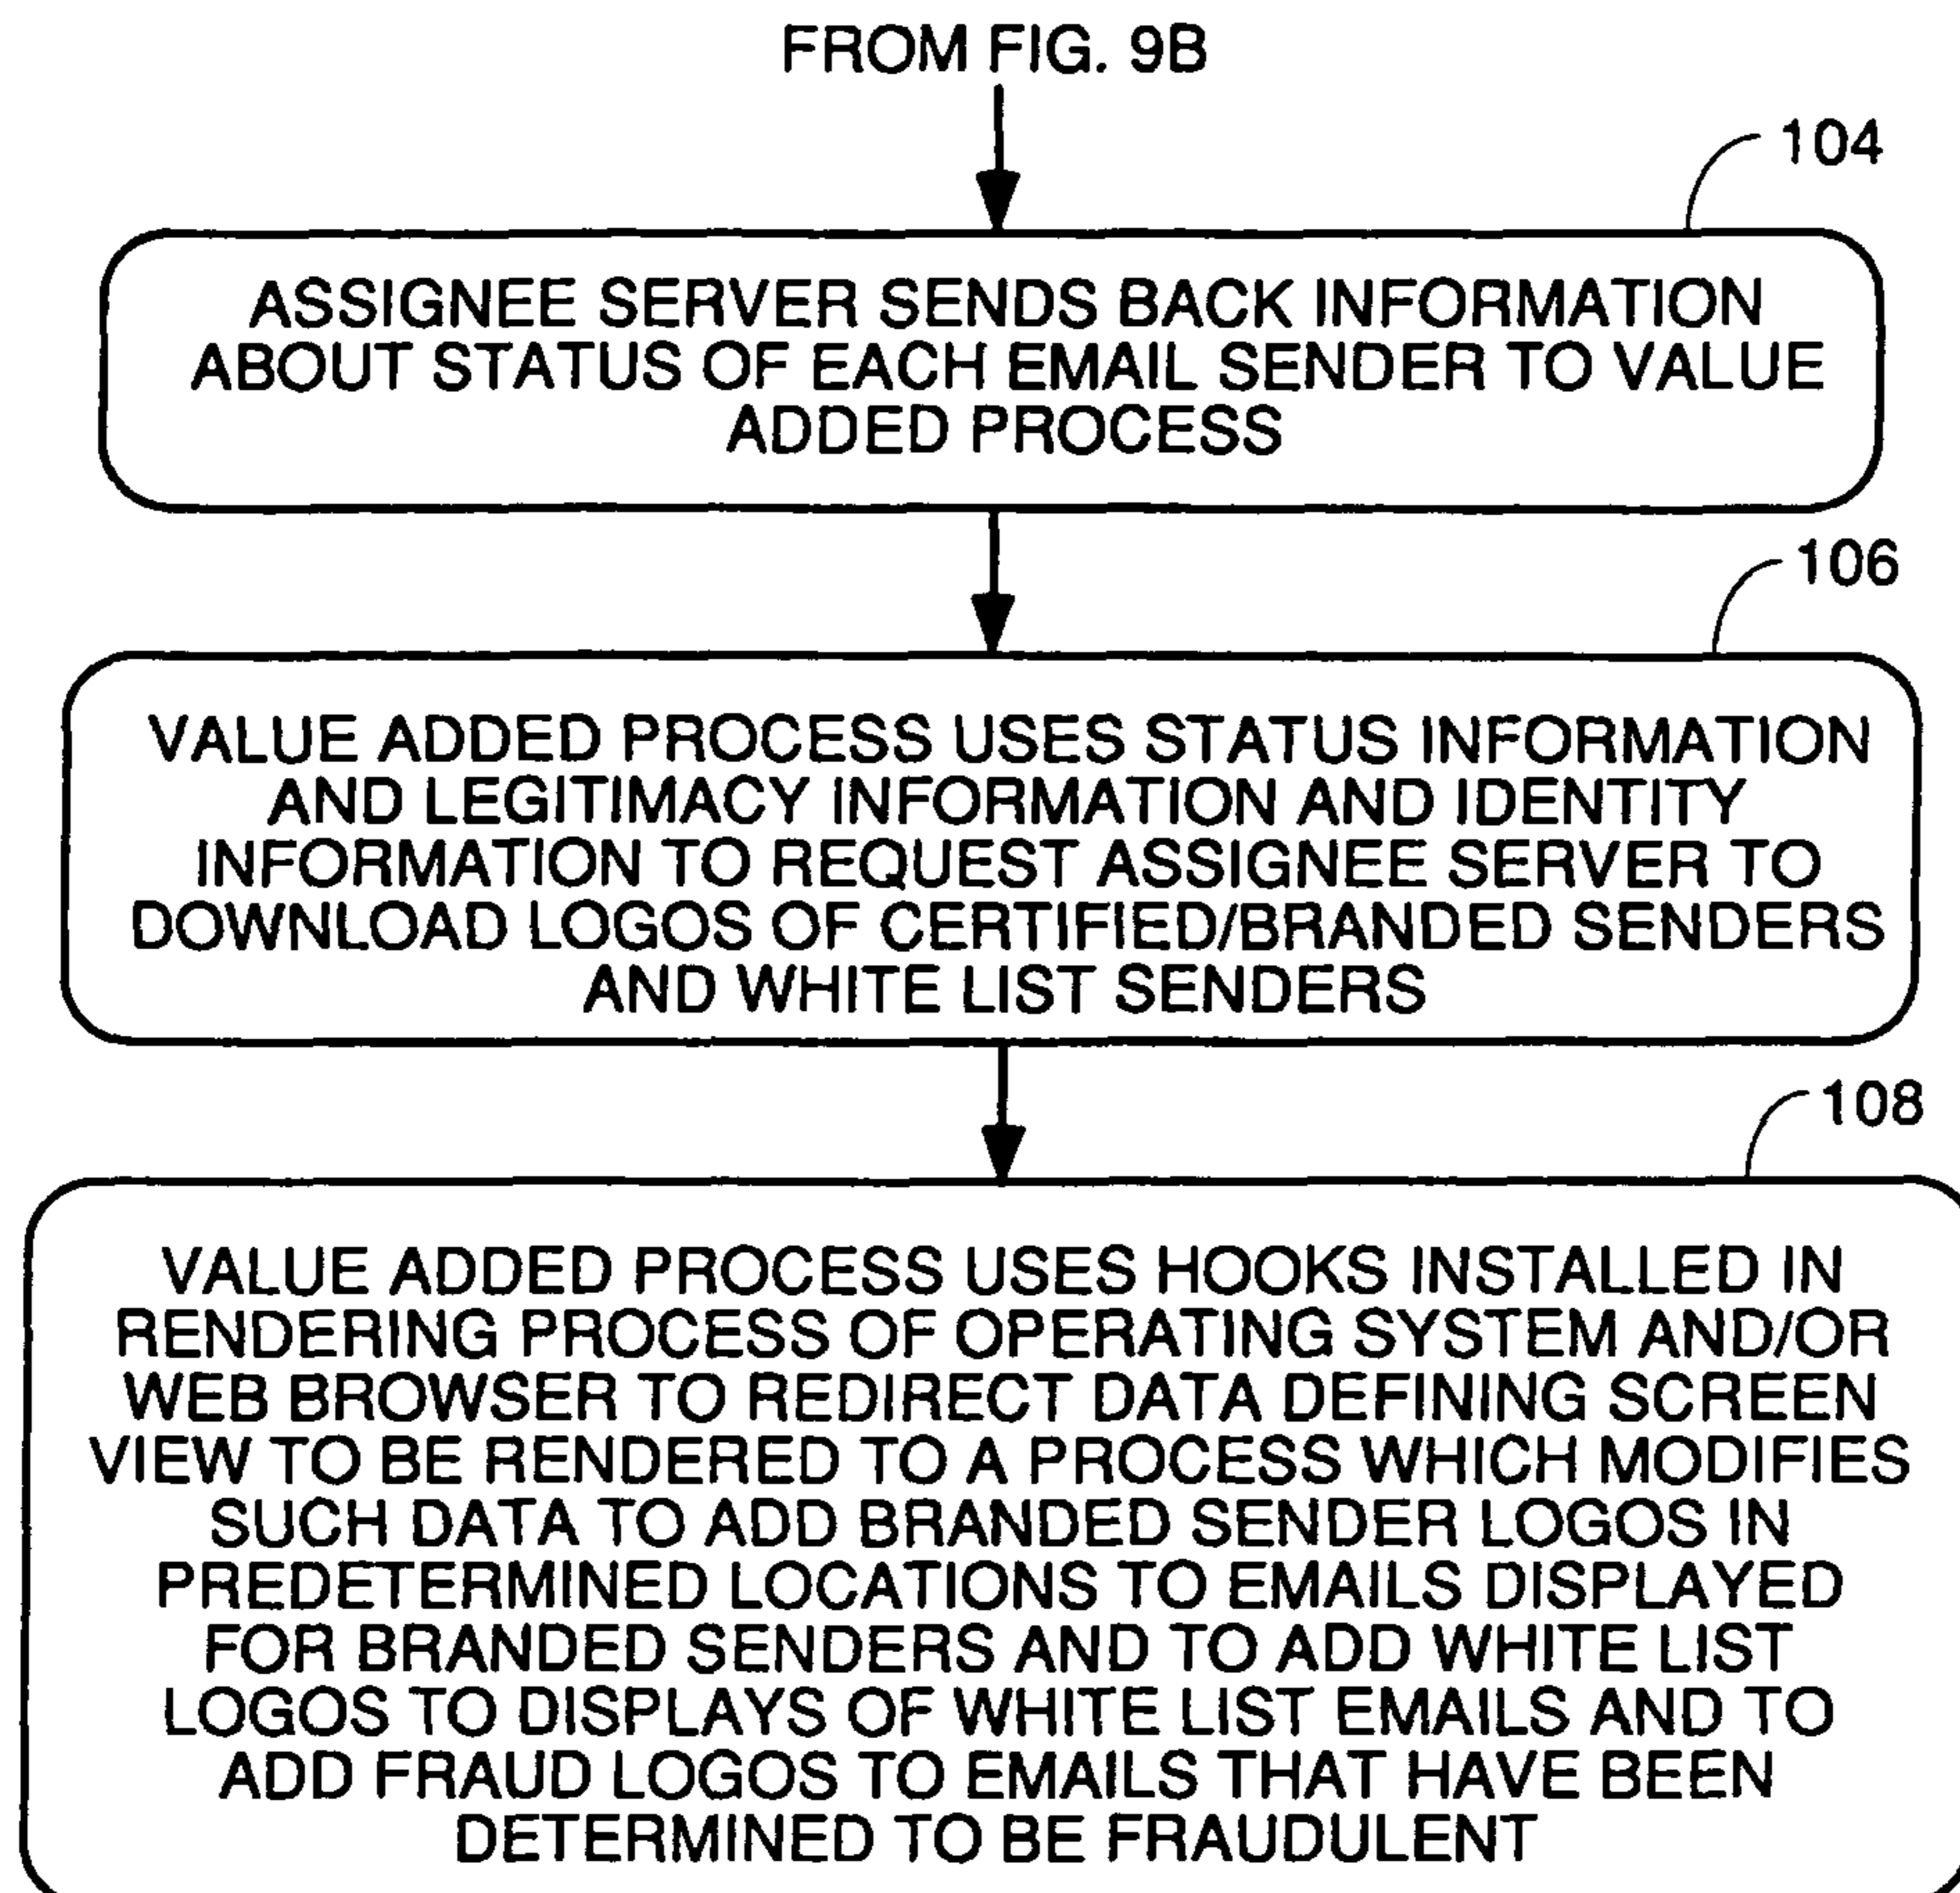 FROM FIG. 9B
104
ASSIGNEE SERVER SENDS BACK INFORMATION
ABOUT STATUS OF EACH EMAIL SENDER TO VALUE
ADDED PROCESS
106
VALUE ADDED PROCESS USES STATUS INFORMATION
AND LEGITIMACY INFORMATION AND IDENTITY
INFORMATION TO REQUEST ASSIGNEE SERVER TO
DOWNLOAD LOGOS OF CERTIFIED/BRANDED SENDERS
AND WHITE LIST SENDERS
108
VALUE ADDED PROCESS USES HOOKS INSTALLED IN
RENDERING PROCESS OF OPERATING SYSTEM AND/OR
WEB BROWSER TO REDIRECT DATA DEFINING SCREEN
VIEW TO BE RENDERED TO A PROCESS WHICH MODIFIES
SUCH DATA TO ADD BRANDED SENDER LOGOS IN
PREDETERMINED LOCATIONS TO EMAILS DISPLAYED
FOR BRANDED SENDERS AND TO ADD WHITE LIST
LOGOS TO DISPLAYS OF WHITE LIST EMAILS AND TO
ADD FRAUD LOGOS TO EMAILS THAT HAVE BEEN
DETERMINED TO BE FRAUDULENT